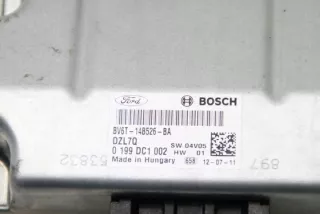 Ford
BOSCH
BV6T-14B526-BA
DZL7Q
SW 04V05
0 199 DC1 002
HW 01
Made in Hungary
658
12-07-11
53832
897